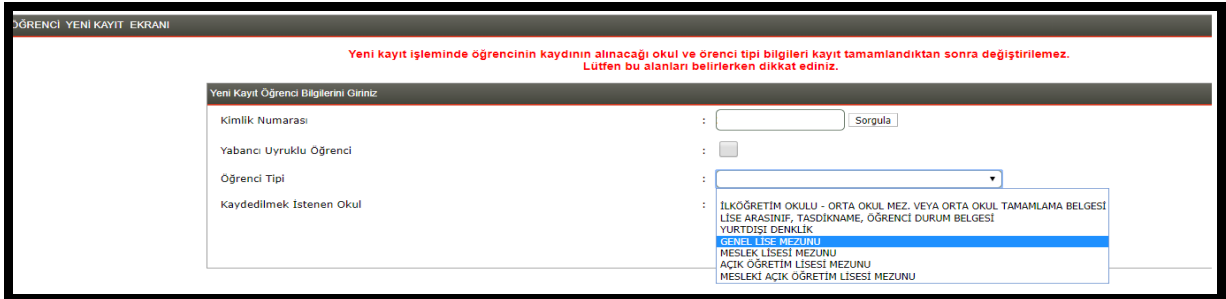 ÖĞRENCİ YENİ KAYIT EKRANI
Yeni kayıt işleminde öğrencinin kaydının alınacağı okul ve örenci tipi bilgileri kayıt tamamlandıktan sonra değiştirilemez.
Lütfen bu alanları belirlerken dikkat ediniz.
Yeni Kayıt Öğrenci Bilgilerini Giriniz
Kimlik Numarası : Sorgula
Yabancı Uyruklu Öğrenci :
Öğrenci Tipi :
Kaydedilmek İstenen Okul :
İLKÖĞRETİM OKULU - ORTA OKUL MEZ. VEYA ORTA OKUL TAMAMLAMA BELGESİ
LİSE ARASINIF, TASDİKNAME, ÖĞRENCİ DURUM BELGESİ
YURTDIŞI DENKLİK
GENEL LİSE MEZUNU
MESLEK LİSESİ MEZUNU
AÇIK ÖĞRETİM LİSESİ MEZUNU
MESLEKİ AÇIK ÖĞRETİM LİSESİ MEZUNU